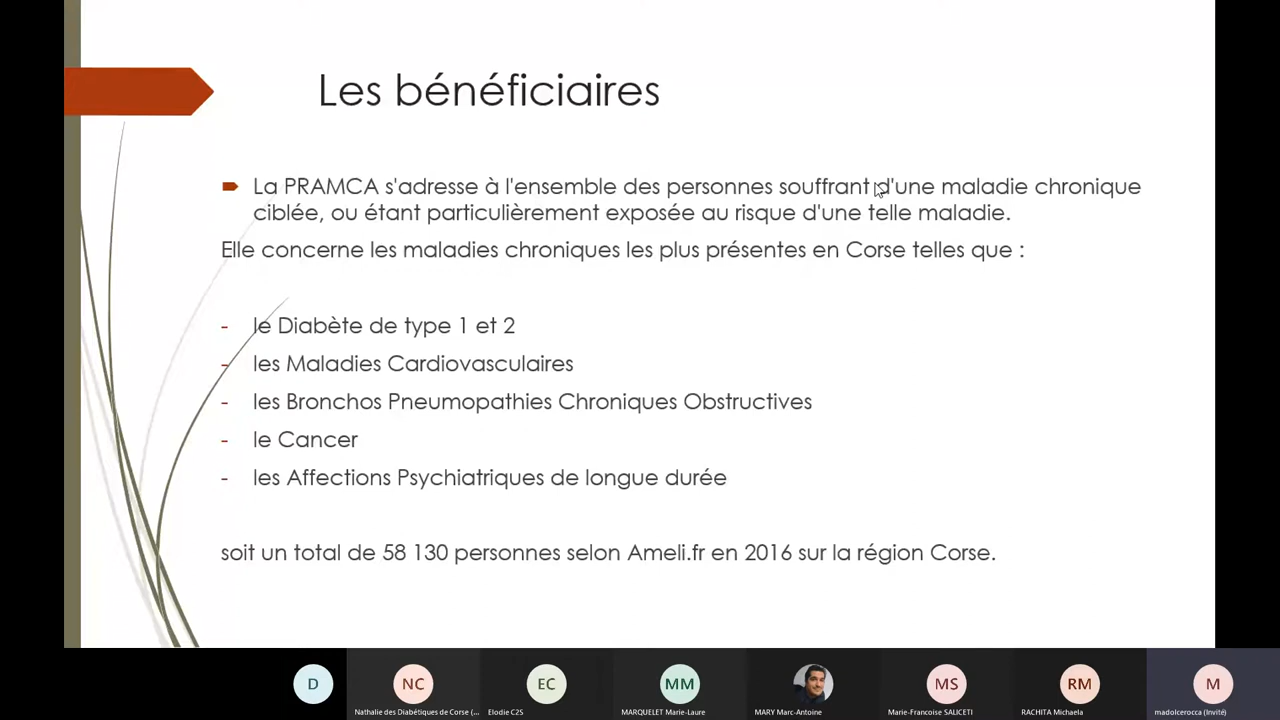 Les bénéficiaires
La PRAMCA s'adresse à l'ensemble des personnes souffrant d'une maladie chronique
ciblée, ou étant particulièrement exposée au risque d'une telle maladie.
Elle concerne les maladies chroniques les plus présentes en Corse telles que :
- le Diabète de type 1 et 2
- les Maladies Cardiovasculaires
- les Bronchos Pneumopathies Chroniques Obstructives
- le Cancer
- les Affections Psychiatriques de longue durée
soit un total de 58 130 personnes selon Ameli.fr en 2016 sur la région Corse.
D
NC
EC
MM
MS
RM
M
Nathalie des Diabétiques de Corse (...
Elodie C2S
MARQUELET Marie-Laure
MARY Marc-Antoine
Marie-Francoise SALICETI
RACHITA Michaela
madolcerocca (Invité)